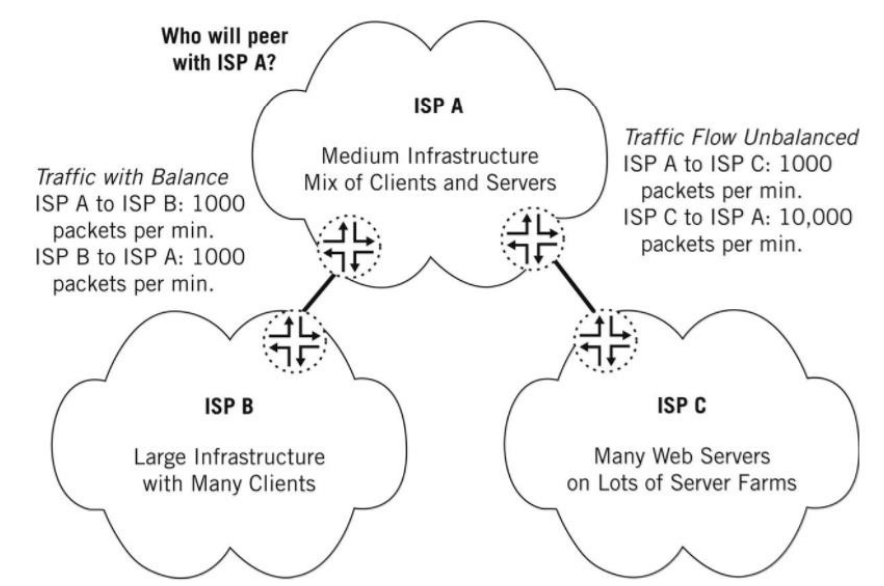 Who will peer
with ISP A?
ISP A
Medium Infrastructure
Mix of Clients and Servers
Traffic with Balance
ISP A to ISP B: 1000
packets per min.
ISP B to ISP A: 1000
packets per min.
Traffic Flow Unbalanced
ISP A to ISP C: 1000
packets per min.
ISP C to ISP A: 10,000
packets per min.
ISP B
Large Infrastructure
with Many Clients
ISP C
Many Web Servers
on Lots of Server Farms